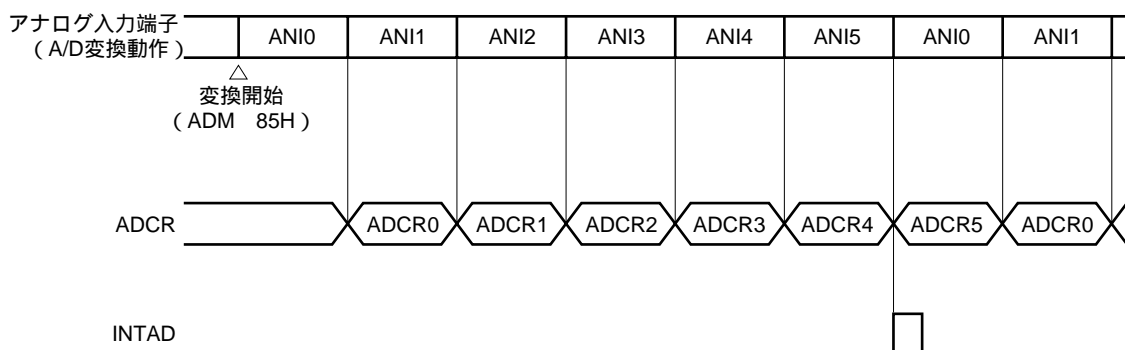 アナログ入力端子
（A/D変換動作）
ANI0 ANI1 ANI2 ANI3 ANI4 ANI5 ANI0 ANI1
変換開始
（ADM　85H）
ADCR ADCR0 ADCR1 ADCR2 ADCR3 ADCR4 ADCR5 ADCR0
INTAD